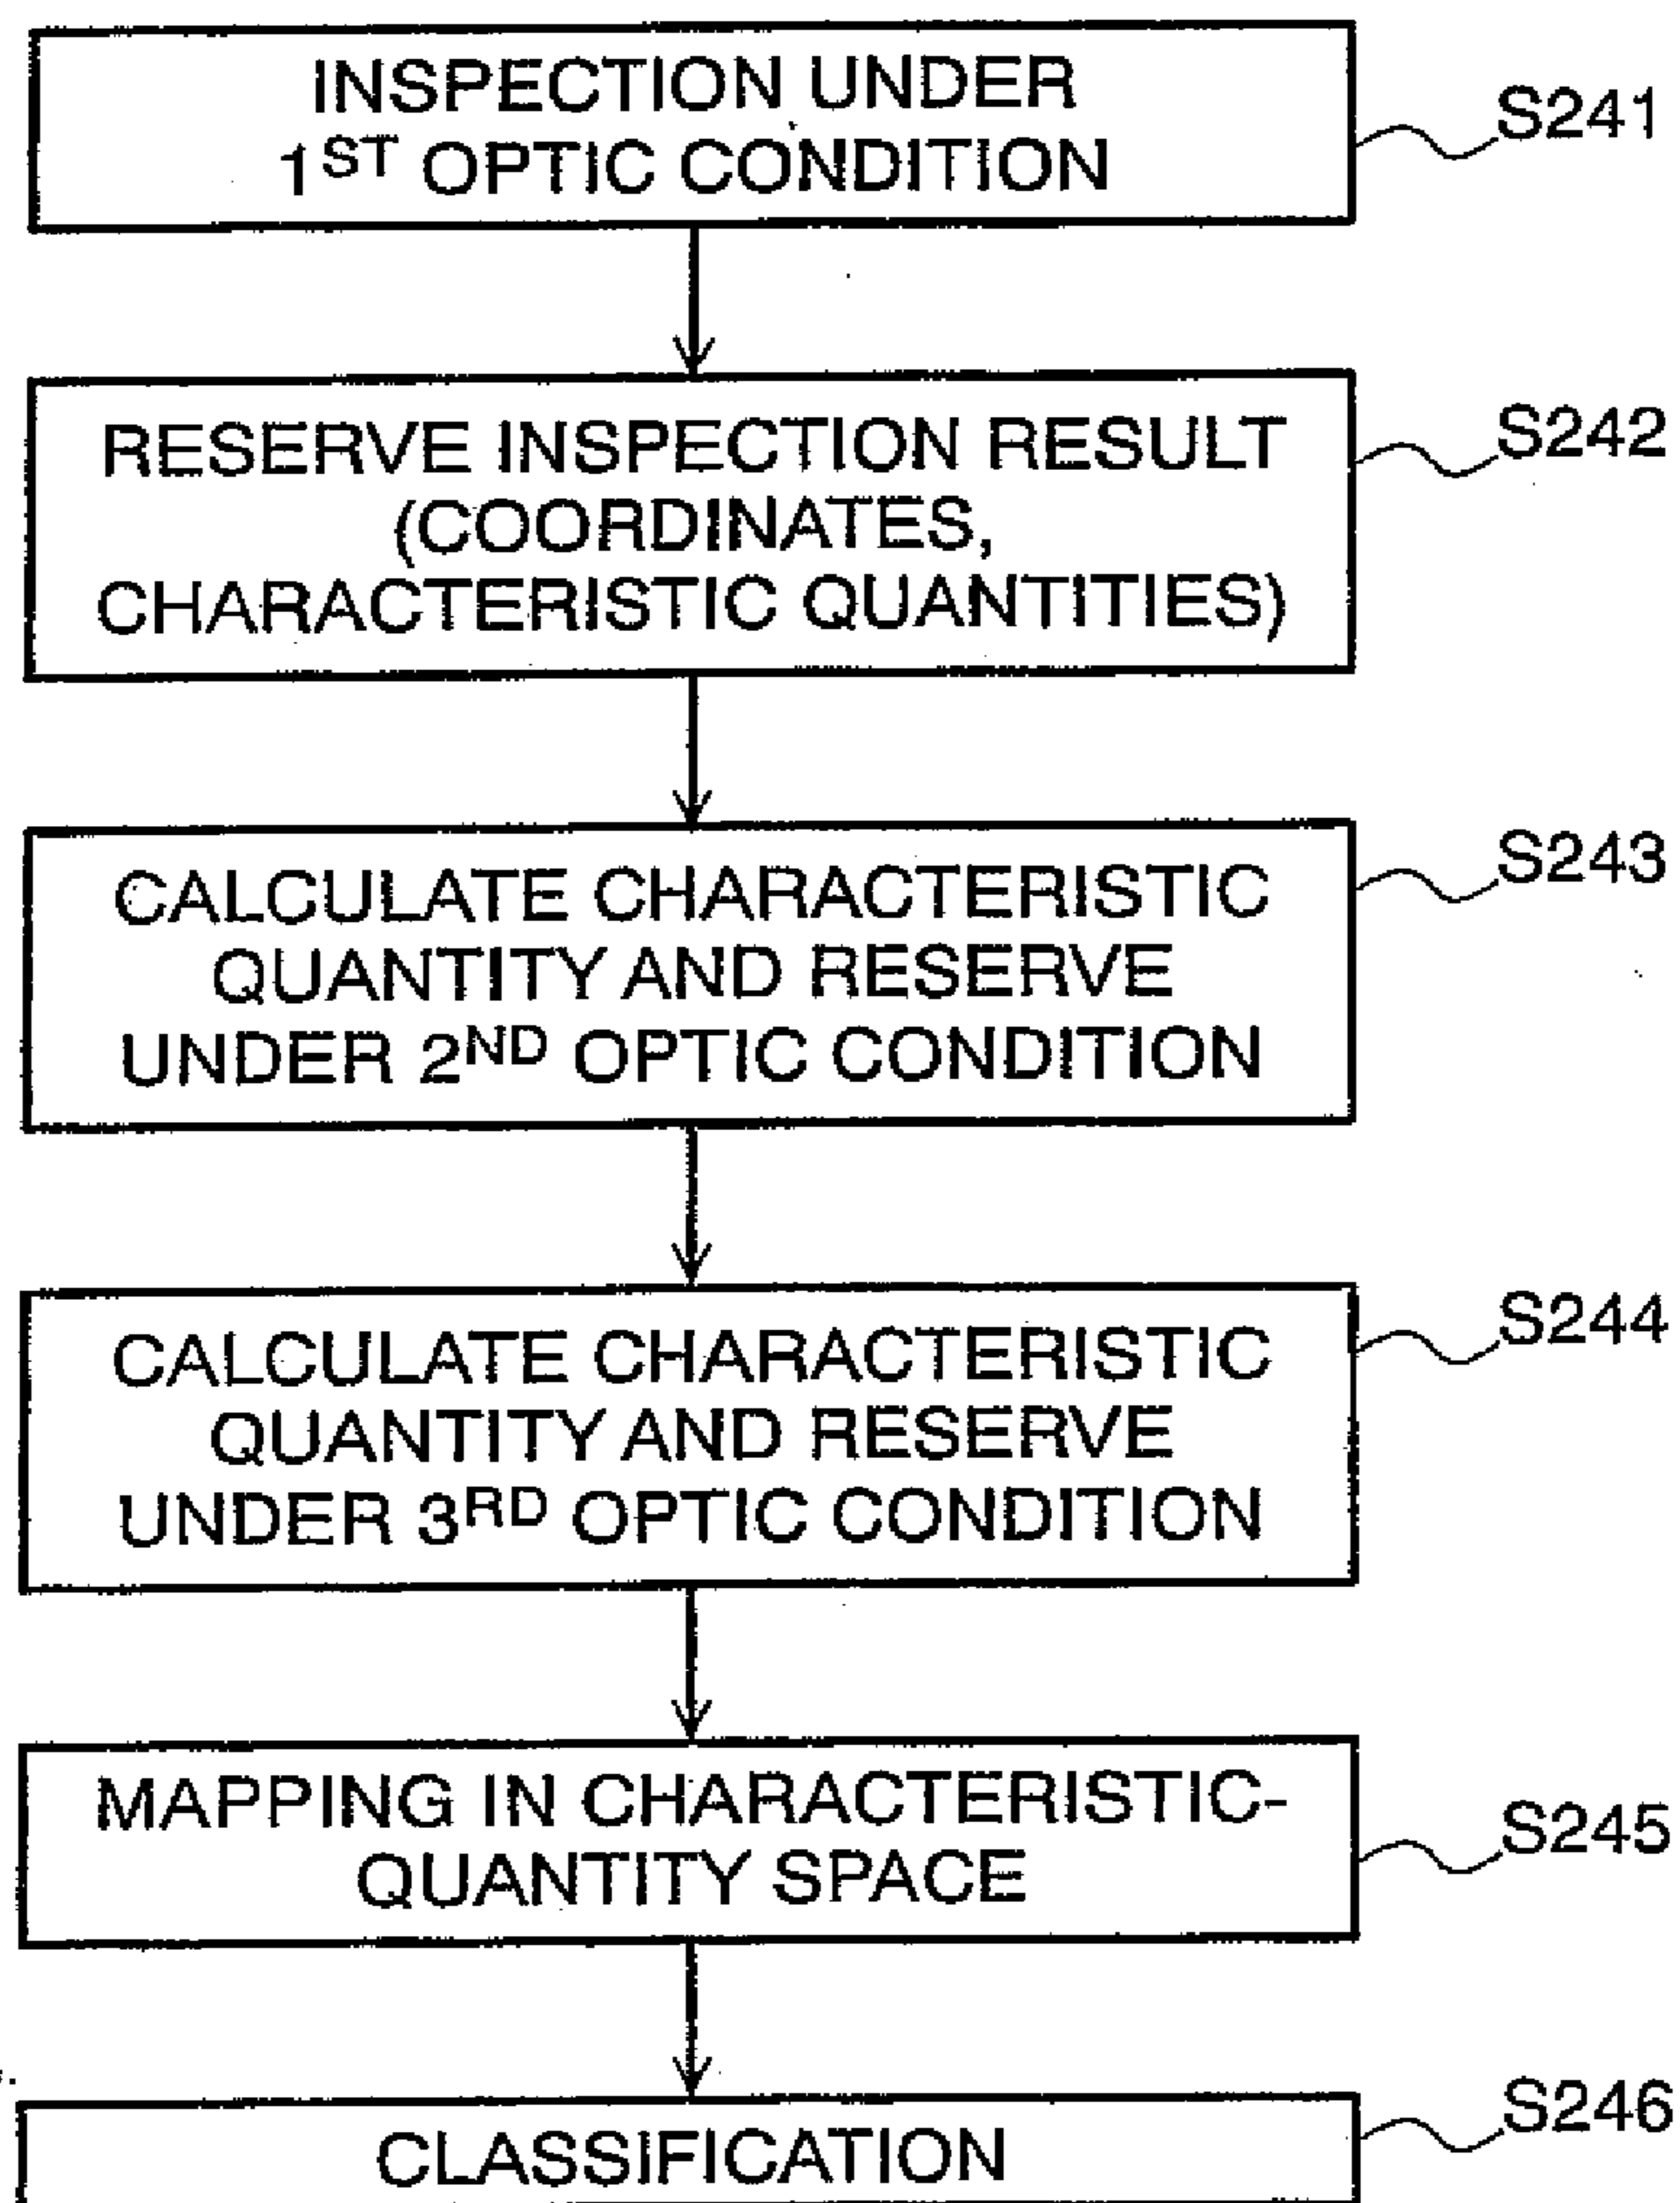 INSPECTION UNDER
1ST OPTIC CONDITION
S241
RESERVE INSPECTION RESULT
(COORDINATES,
CHARACTERISTIC QUANTITIES)
S242
CALCULATE CHARACTERISTIC
QUANTITY AND RESERVE
UNDER 2ND OPTIC CONDITION
S243
CALCULATE CHARACTERISTIC
QUANTITY AND RESERVE
UNDER 3RD OPTIC CONDITION
S244
MAPPING IN CHARACTERISTIC-
QUANTITY SPACE
S245
CLASSIFICATION
S246